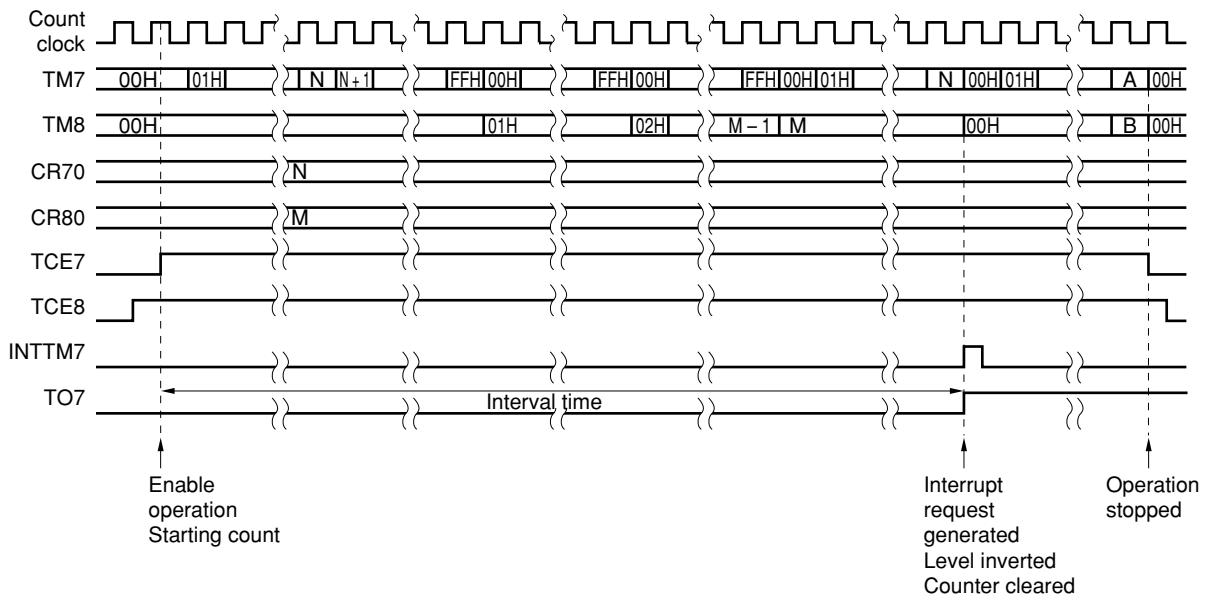 Count
clock
TM7 00H 01H N N+1 FFH 00H FFH 00H FFH 00H 01H N 00H 01H A 00H
TM8 00H 01H 02H M – 1 M 00H B 00H
CR70 N
CR80 M
TCE7
TCE8
INTTM7
TO7
Interval time
Enable
operation
Starting count
Interrupt
request
generated
Level inverted
Counter cleared
Operation
stopped